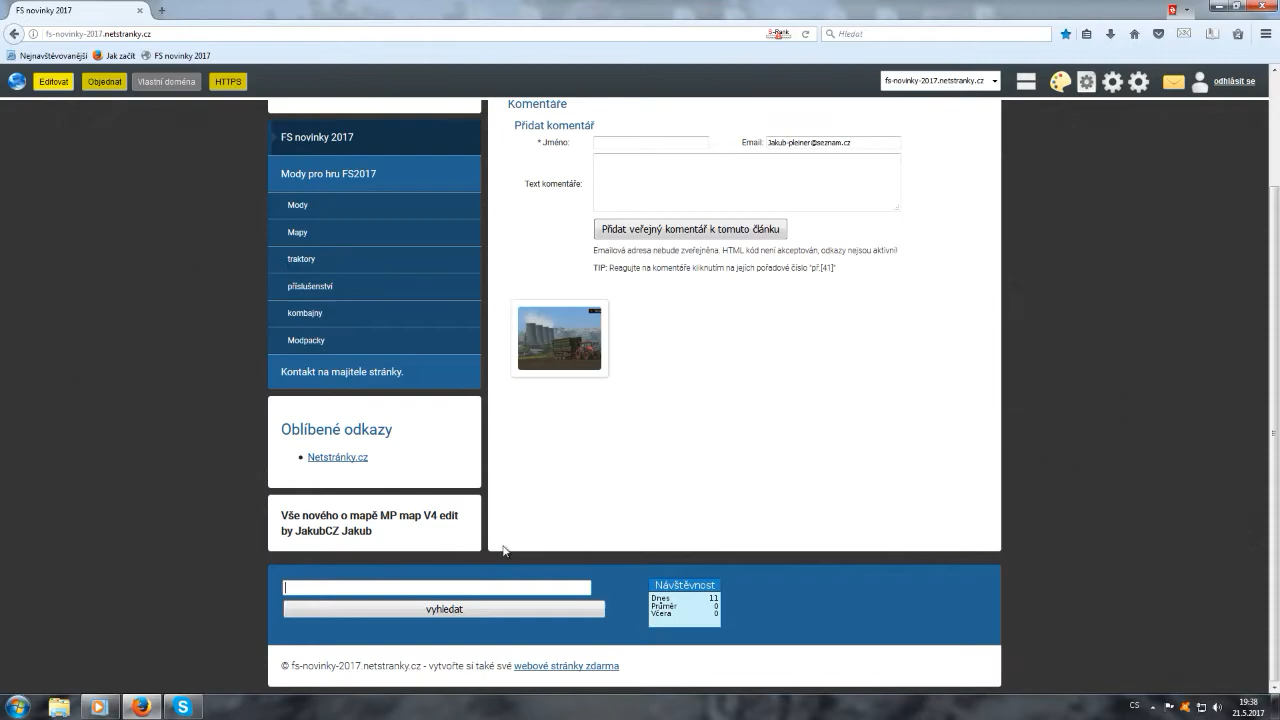 FS novinky 2017
fs-novinky-2017.netstranky.cz
S-Rank
Hledat
Nejnavštěvovanější
Jak začít
FS novinky 2017
Editovat
Objednat
Vlastní doména
HTTPS
fs-novinky-2017.netstranky.cz
odhlásit se
Komentáře
Přidat komentář
* Jméno:
Email:
Jakub-pleiner@seznam.cz
Text komentáře:
Přidat veřejný komentář k tomuto článku
Emailová adresa nebude zveřejněna. HTML kód není akceptován, odkazy nejsou aktivní!
TIP: Reagujte na komentáře kliknutím na jejich pořadové číslo "př.[41]"
FS novinky 2017
Mody pro hru FS2017
Mody
Mapy
traktory
příslušenství
kombajny
Modpacky
Kontakt na majitele stránky.
Oblíbené odkazy
Netstránky.cz
Vše nového o mapě MP map V4 edit
by JakubCZ Jakub
vyhledat
Návštěvnost
Dnes 11
Průměr 0
Včera 0
© fs-novinky-2017.netstranky.cz - vytvořte si také své webové stránky zdarma
CS
19:38
21.5.2017